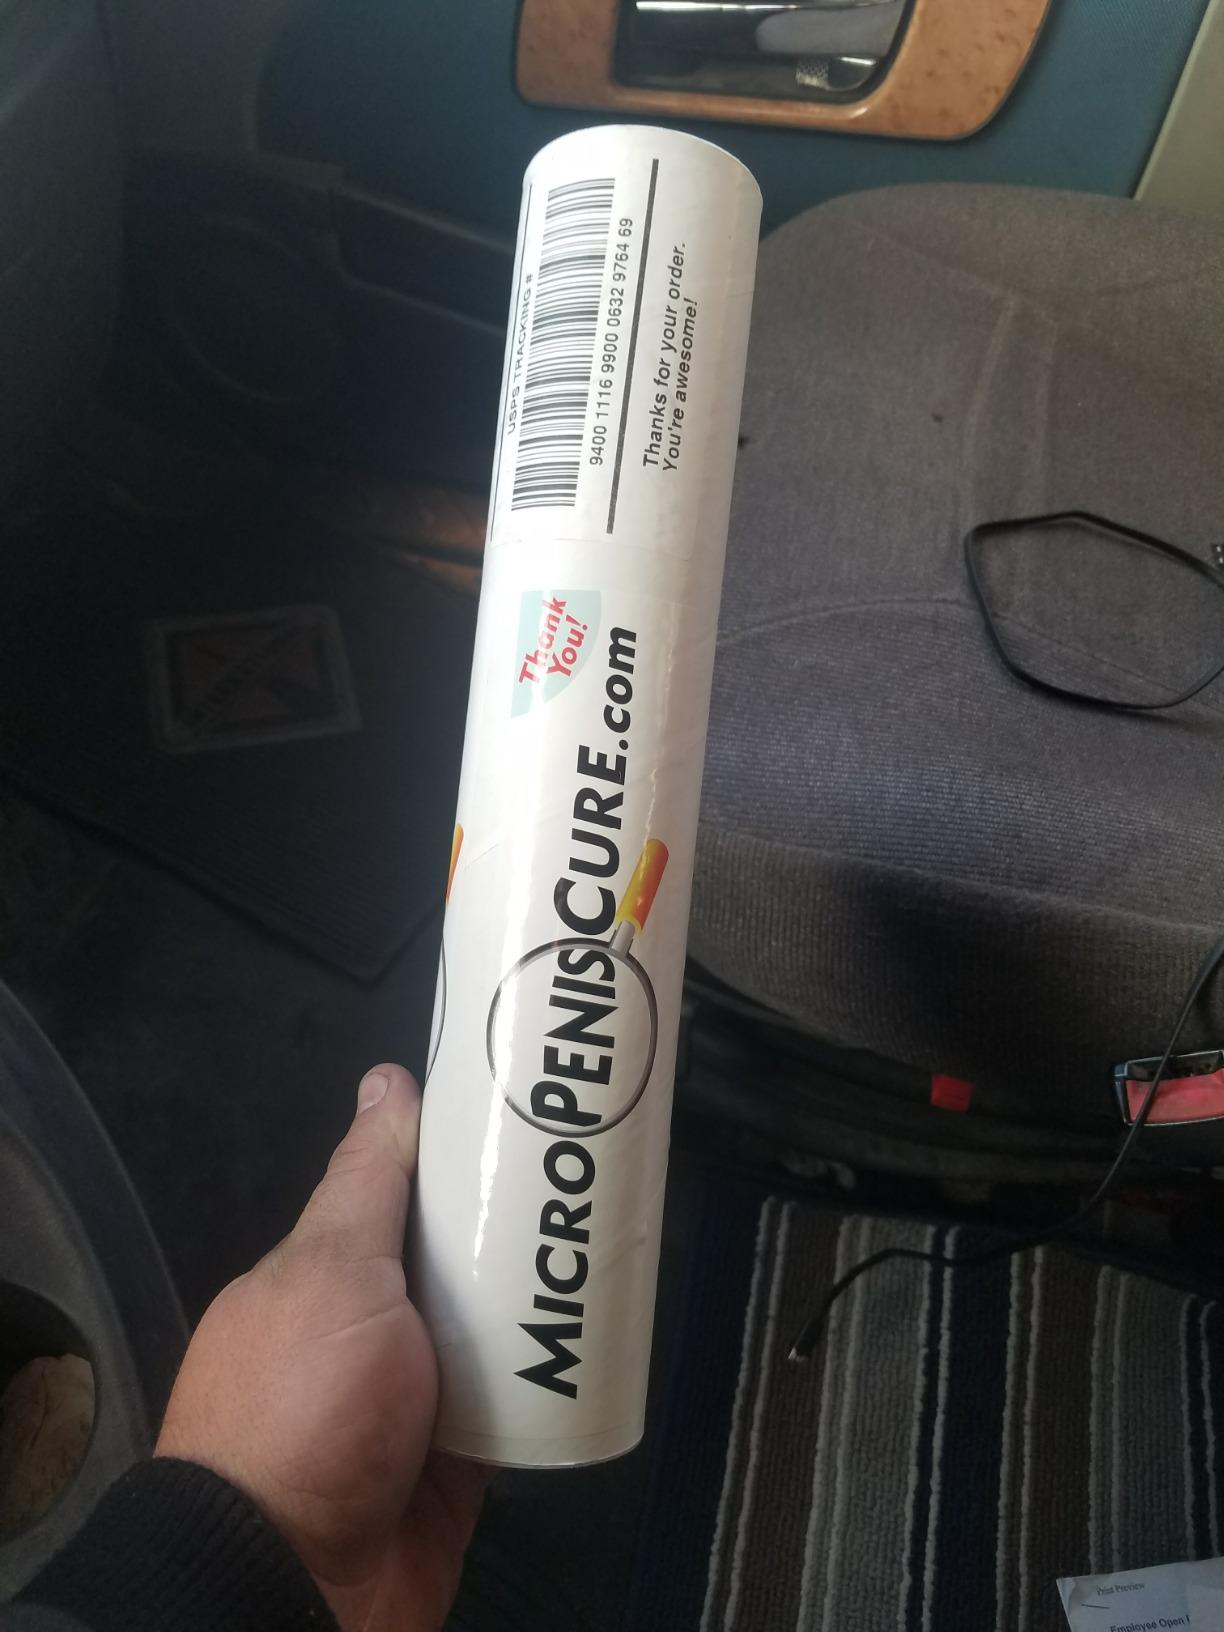 USPS TRACKING #
9400 1116 9900 0632 9764 69
Thanks for your order.
You're awesome!
Thank
You!
MICROPENISCURE.com
Print Preview
Employee Open